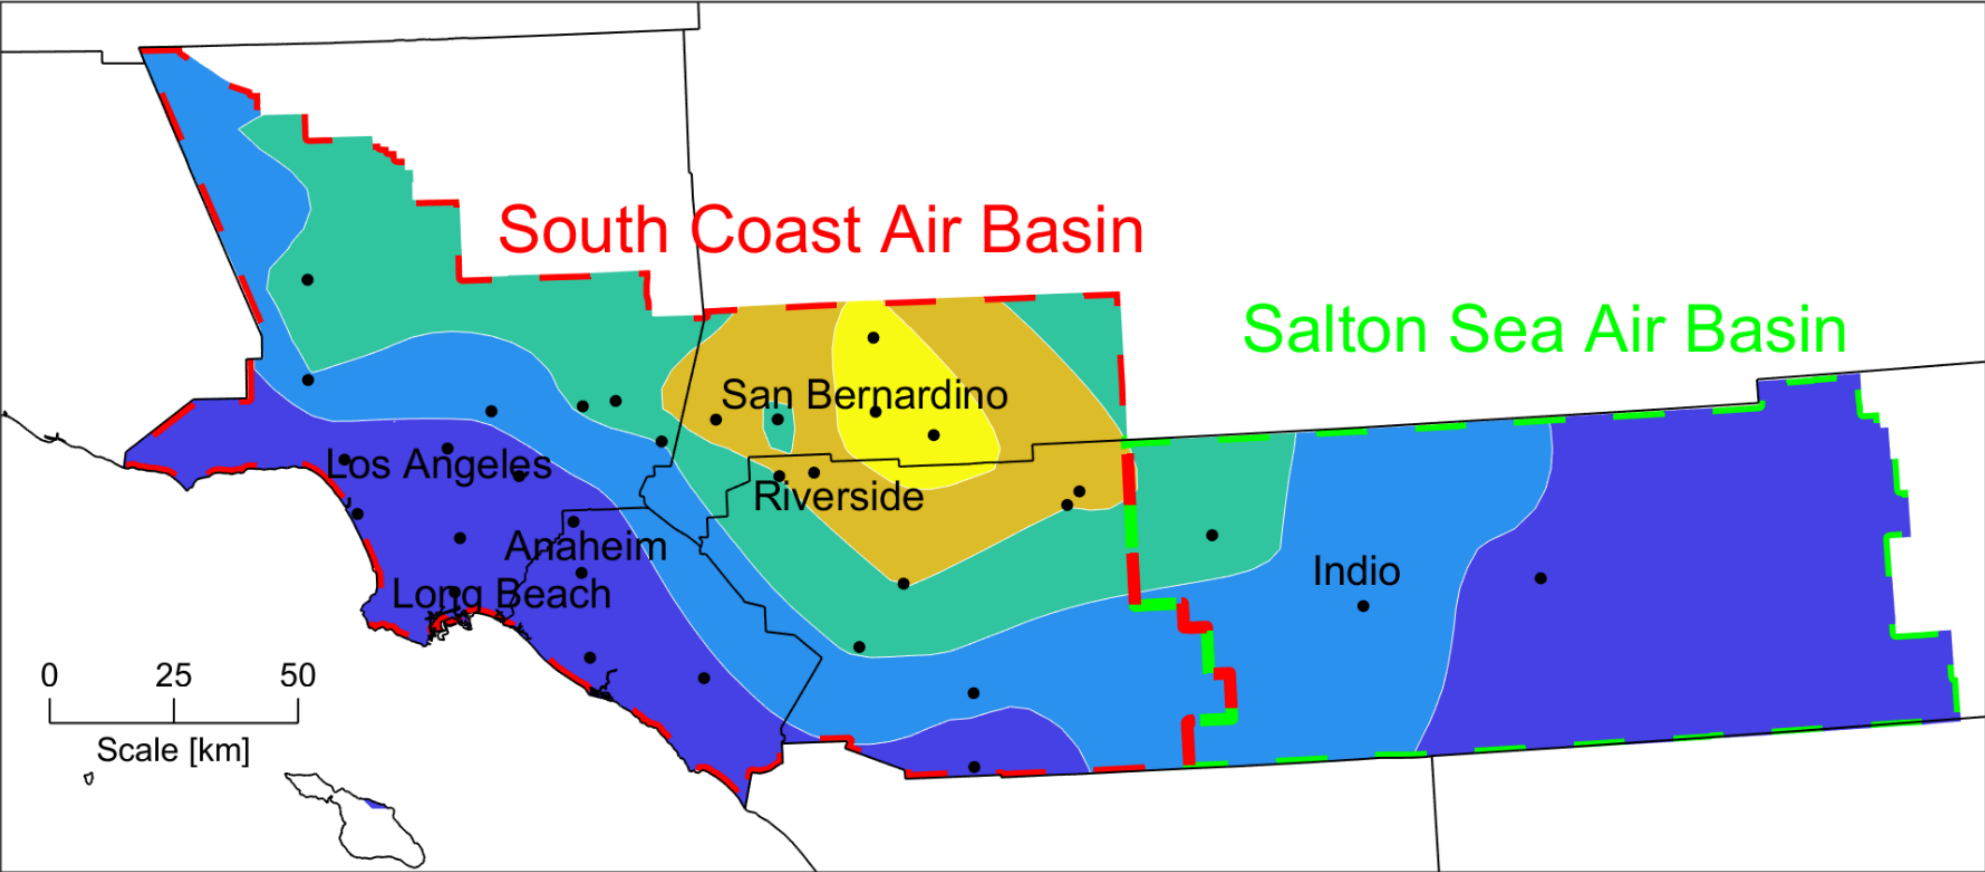 South Coast Air Basin
Salton Sea Air Basin
San Bernardino
Los Angeles
Riverside
Anaheim
Indio
Long Beach
0 25 50
Scale [km]